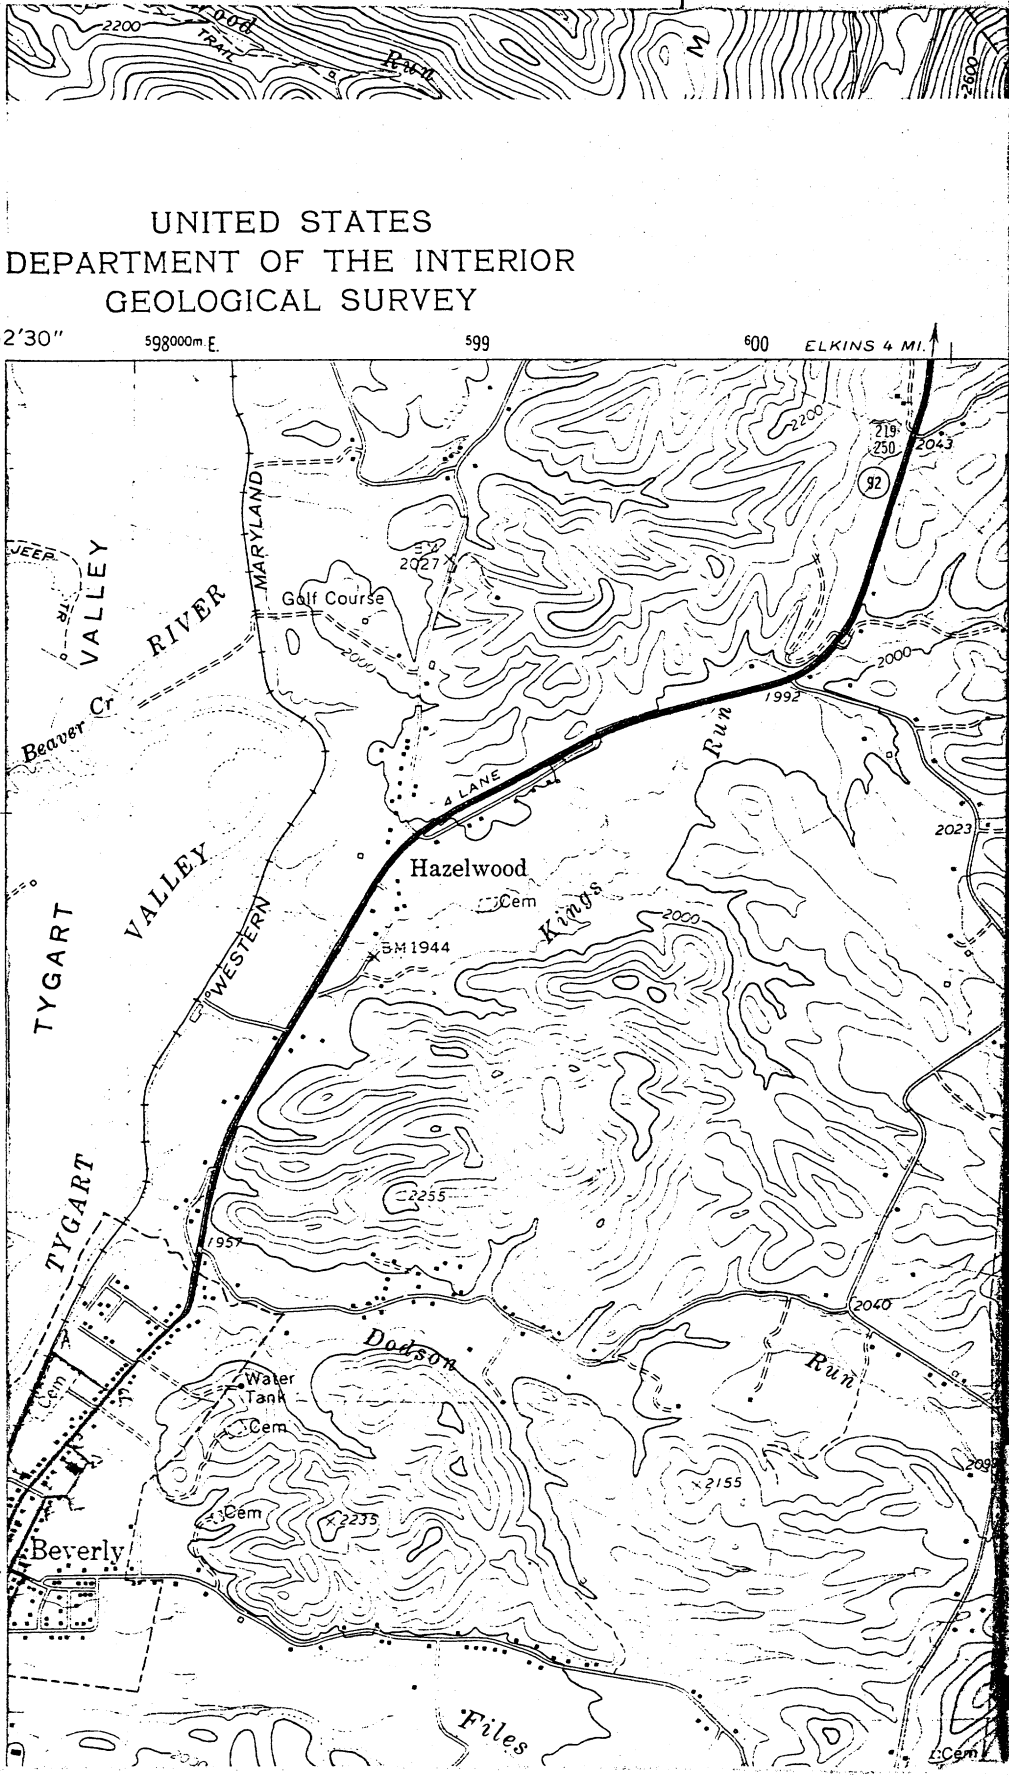 2200
ood
TRAIL
Run
M
2600
UNITED STATES
DEPARTMENT OF THE INTERIOR
GEOLOGICAL SURVEY
2'30"
598000m. E.
599
600
ELKINS 4 MI.
2200
219
250
2043
92
MARYLAND
JEEP
TR
VALLEY
RIVER
2027
Golf Course
2000
2000
Beaver Cr
1992
Run
4 LANE
2023
VALLEY
Hazelwood
Cem
Kings
2000
TYGART
WESTERN
BM1944
TYGART
2255
1957
2040
Dodson
Run
Water
Tank
Cem
Cem
2155
209
Cem
2235
Beverly
Files
Cem